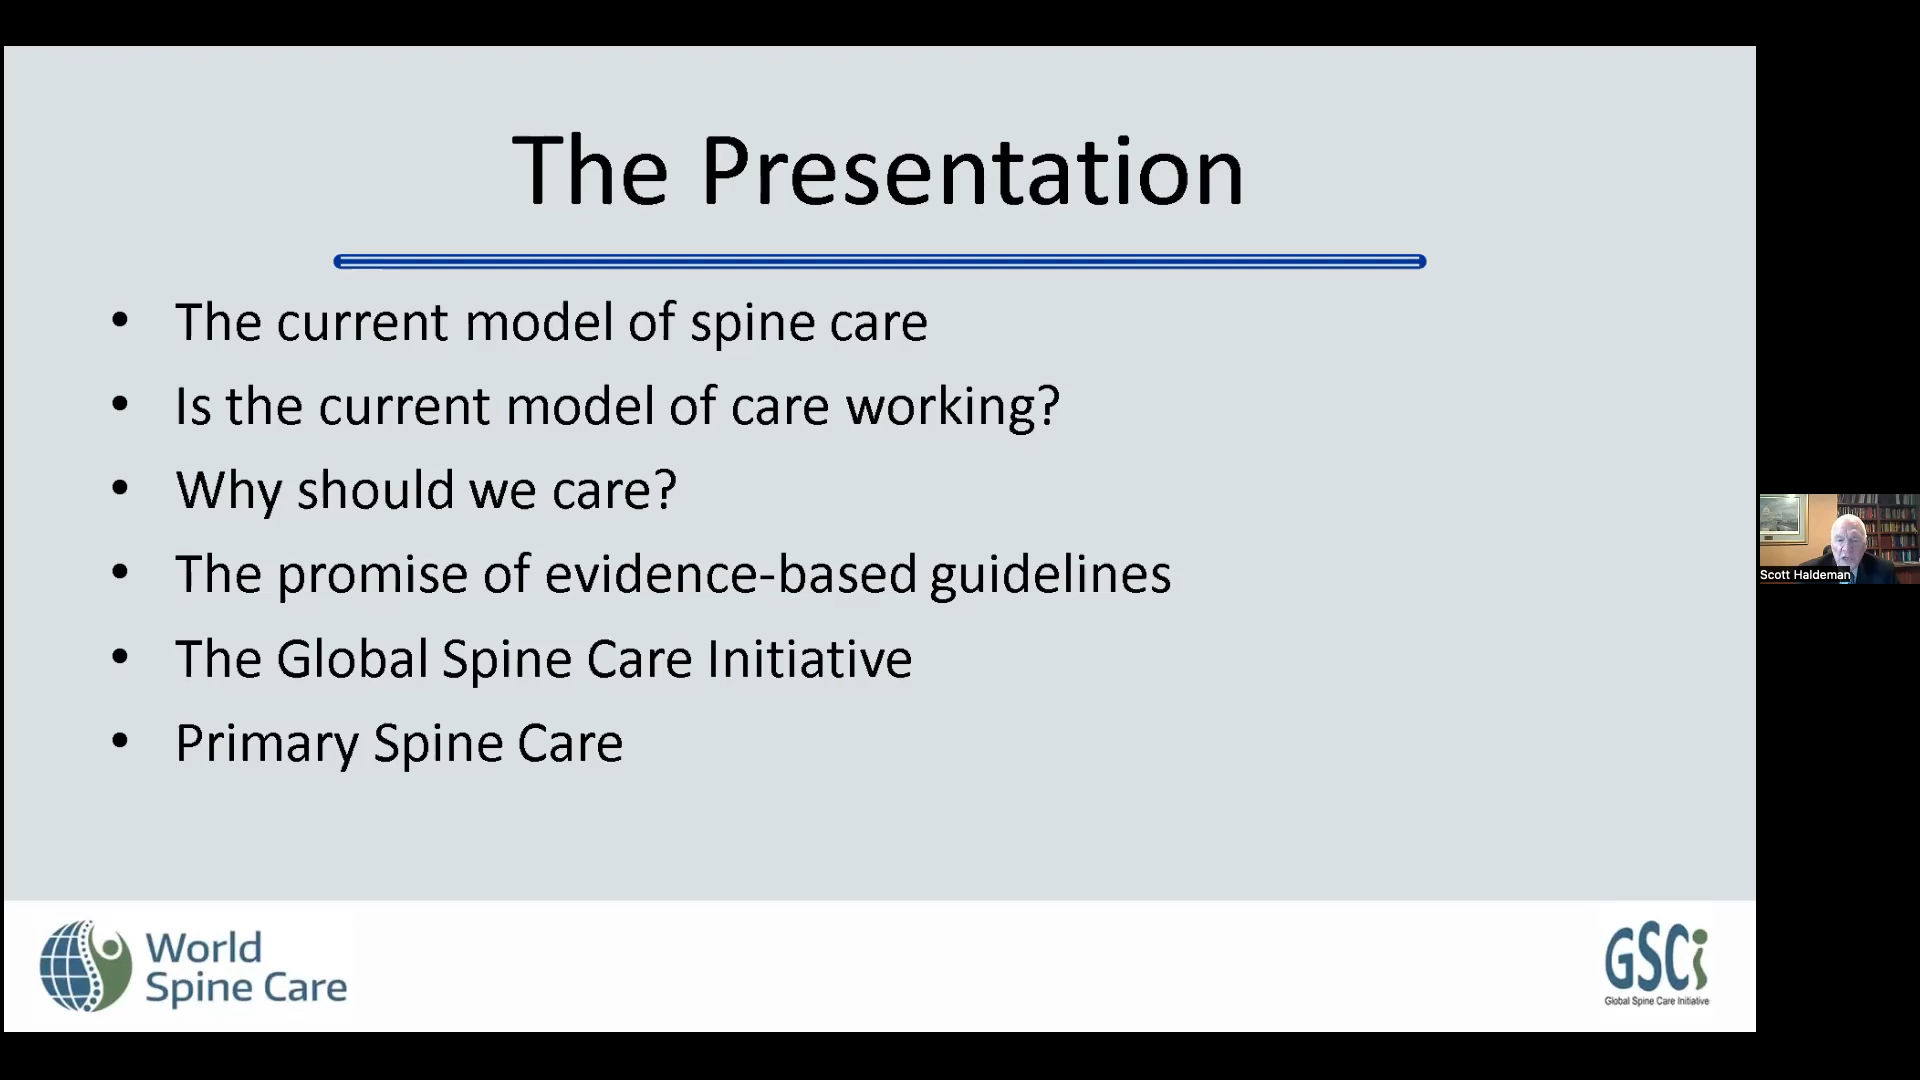 The Presentation
• The current model of spine care
• Is the current model of care working?
• Why should we care?
• The promise of evidence-based guidelines
• The Global Spine Care Initiative
• Primary Spine Care
Scott Haldeman
World
Spine Care
GSCi
Global Spine Care Initiative